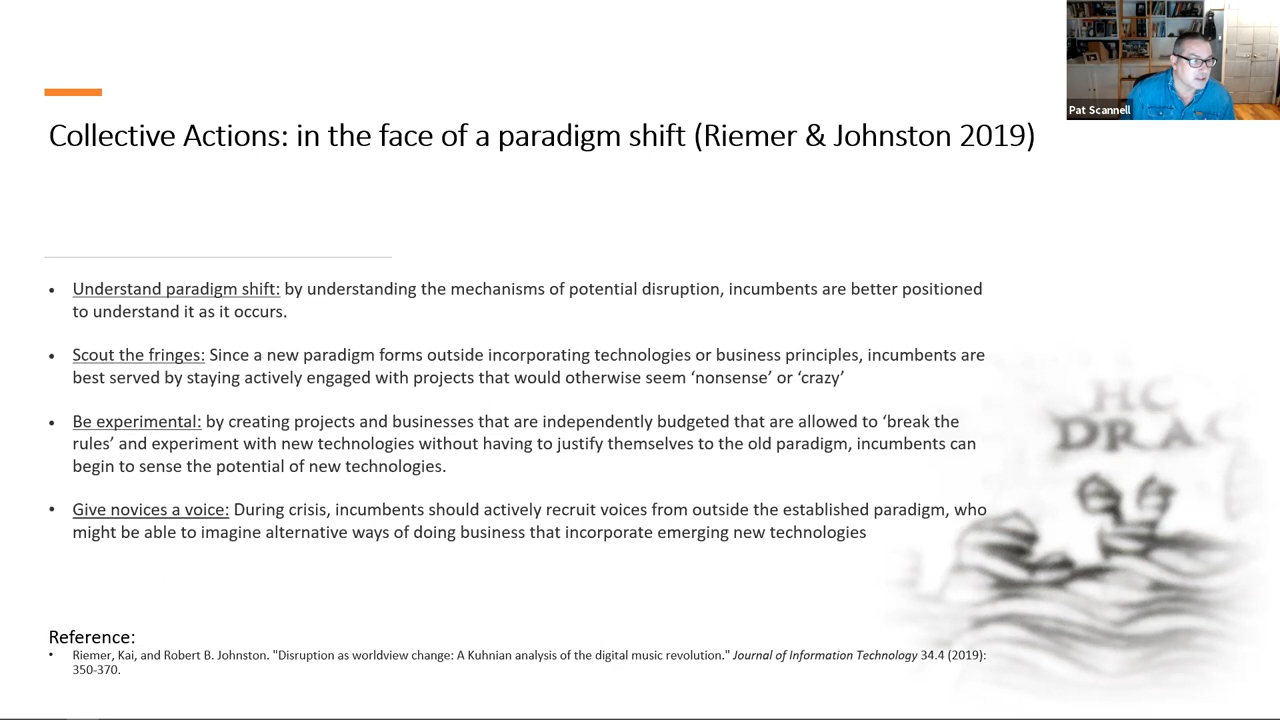 Pat Scannell
Collective Actions: in the face of a paradigm shift (Riemer & Johnston 2019)
• Understand paradigm shift: by understanding the mechanisms of potential disruption, incumbents are better positioned
to understand it as it occurs.
• Scout the fringes: Since a new paradigm forms outside incorporating technologies or business principles, incumbents are
best served by staying actively engaged with projects that would otherwise seem ‘nonsense’ or ‘crazy’
• Be experimental: by creating projects and businesses that are independently budgeted that are allowed to ‘break the
rules’ and experiment with new technologies without having to justify themselves to the old paradigm, incumbents can
begin to sense the potential of new technologies.
• Give novices a voice: During crisis, incumbents should actively recruit voices from outside the established paradigm, who
might be able to imagine alternative ways of doing business that incorporate emerging new technologies
HC
DRAC
Reference:
• Riemer, Kai, and Robert B. Johnston. "Disruption as worldview change: A Kuhnian analysis of the digital music revolution." Journal of Information Technology 34.4 (2019):
350-370.